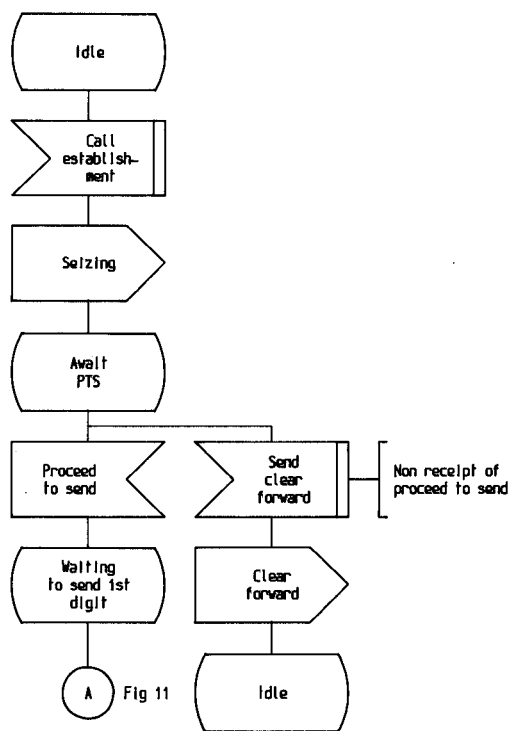 Idle
Call
establish-
ment
Seizing
Await
PTS
Proceed
to send
Send
clear
forward
Non receipt of
proceed to send
Waiting
to send 1st
digit
Clear
forward
A
Fig 11
Idle